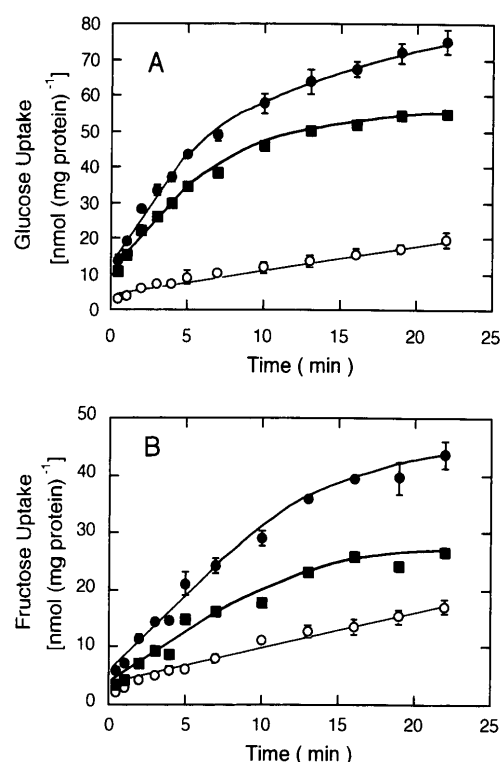 A
80
70
60
50
40
30
20
10
0
Glucose Uptake
[nmol (mg protein)⁻¹]
0 5 10 15 20 25
Time ( min )
B
50
40
30
20
10
0
Fructose Uptake
[nmol (mg protein)⁻¹]
0 5 10 15 20 25
Time ( min )